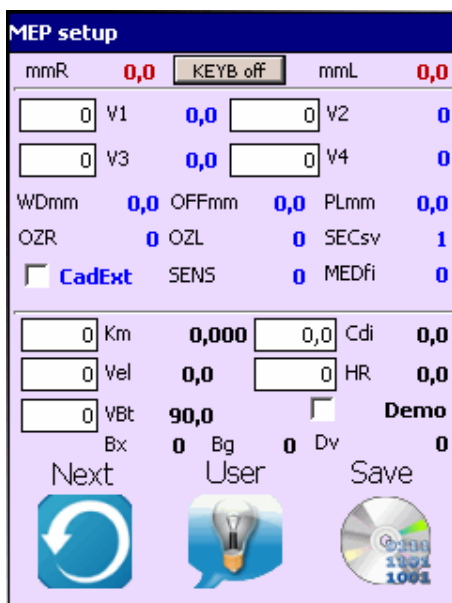 MEP setup
mmR 0,0 KEYB off mmL 0,0
0 V1 0,0 0 V2 0
0 V3 0,0 0 V4 0
WDmm 0,0 OFFmm 0,0 PLmm 0,0
OZR 0 OZL 0 SECsv 1
CadExt SENS 0 MEDfi 0
0 Km 0,000 0,0 Cdi 0,0
0 Vel 0,0 0 HR 0,0
0 VBt 90,0 Demo
Bx 0 Bg 0 Dv 0
Next User Save
0100
1101
1001